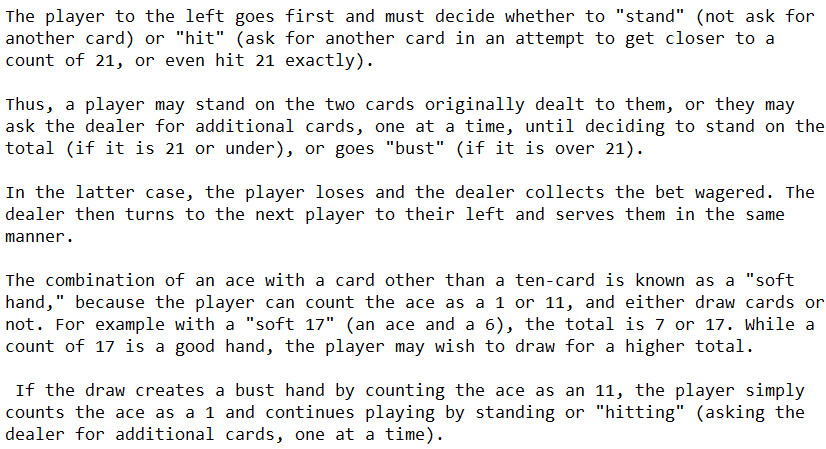 The player to the left goes first and must decide whether to "stand" (not ask for
another card) or "hit" (ask for another card in an attempt to get closer to a
count of 21, or even hit 21 exactly).
Thus, a player may stand on the two cards originally dealt to them, or they may
ask the dealer for additional cards, one at a time, until deciding to stand on the
total (if it is 21 or under), or goes "bust" (if it is over 21).
In the latter case, the player loses and the dealer collects the bet wagered. The
dealer then turns to the next player to their left and serves them in the same
manner.
The combination of an ace with a card other than a ten-card is known as a "soft
hand," because the player can count the ace as a 1 or 11, and either draw cards or
not. For example with a "soft 17" (an ace and a 6), the total is 7 or 17. While a
count of 17 is a good hand, the player may wish to draw for a higher total.
If the draw creates a bust hand by counting the ace as an 11, the player simply
counts the ace as a 1 and continues playing by standing or "hitting" (asking the
dealer for additional cards, one at a time).